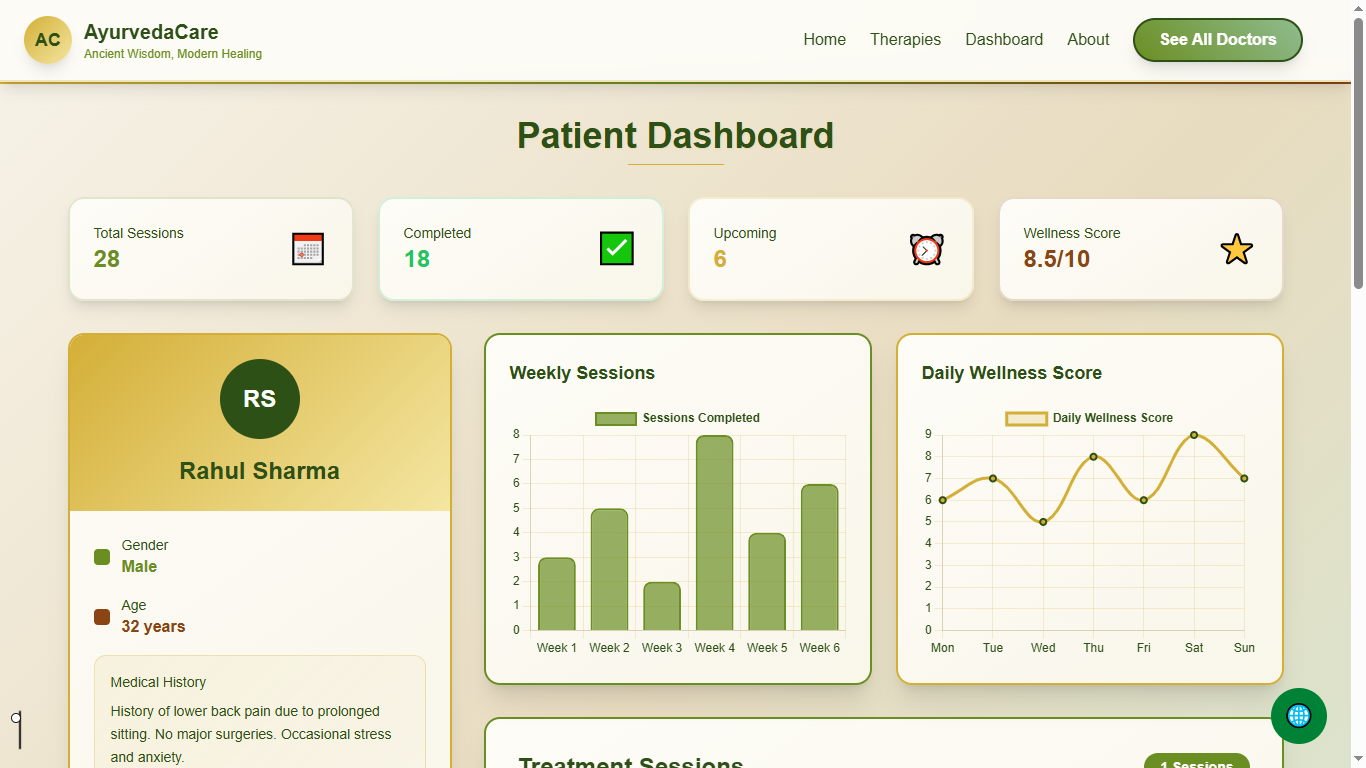 AC
AyurvedaCare
Ancient Wisdom, Modern Healing
Home
Therapies
Dashboard
About
See All Doctors
Patient Dashboard
Total Sessions
28
Completed
18
Upcoming
6
Wellness Score
8.5/10
RS
Rahul Sharma
Gender
Male
Age
32 years
Medical History
History of lower back pain due to prolonged
sitting. No major surgeries. Occasional stress
and anxiety.
Weekly Sessions
Sessions Completed
8
7
6
5
4
3
2
1
0
Week 1
Week 2
Week 3
Week 4
Week 5
Week 6
Daily Wellness Score
Daily Wellness Score
9
8
7
6
5
4
3
2
1
0
Mon
Tue
Wed
Thu
Fri
Sat
Sun
Treatment Sessions
1 Sessions